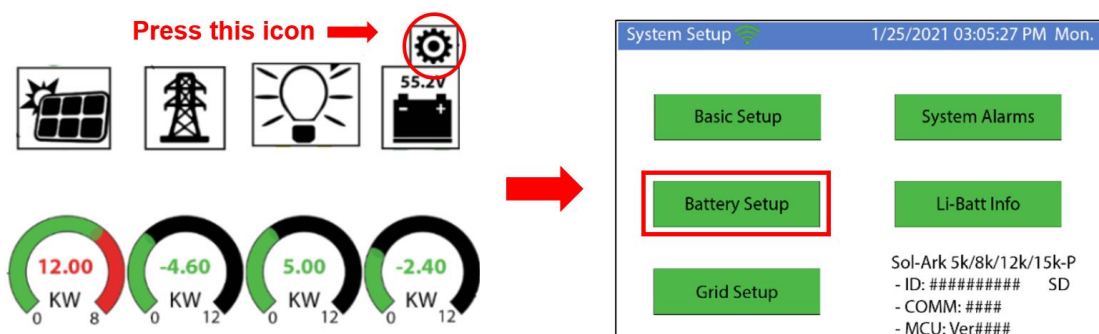 Press this icon
55.2V
12.00
KW
0 8
-4.60
KW
0 12
5.00
KW
0 12
-2.40
KW
0 12
System Setup 1/25/2021 03:05:27 PM Mon.
Basic Setup
System Alarms
Battery Setup
Li-Batt Info
Grid Setup
Sol-Ark 5k/8k/12k/15k-P
- ID: ########## SD
- COMM: ####
- MCU: Ver####